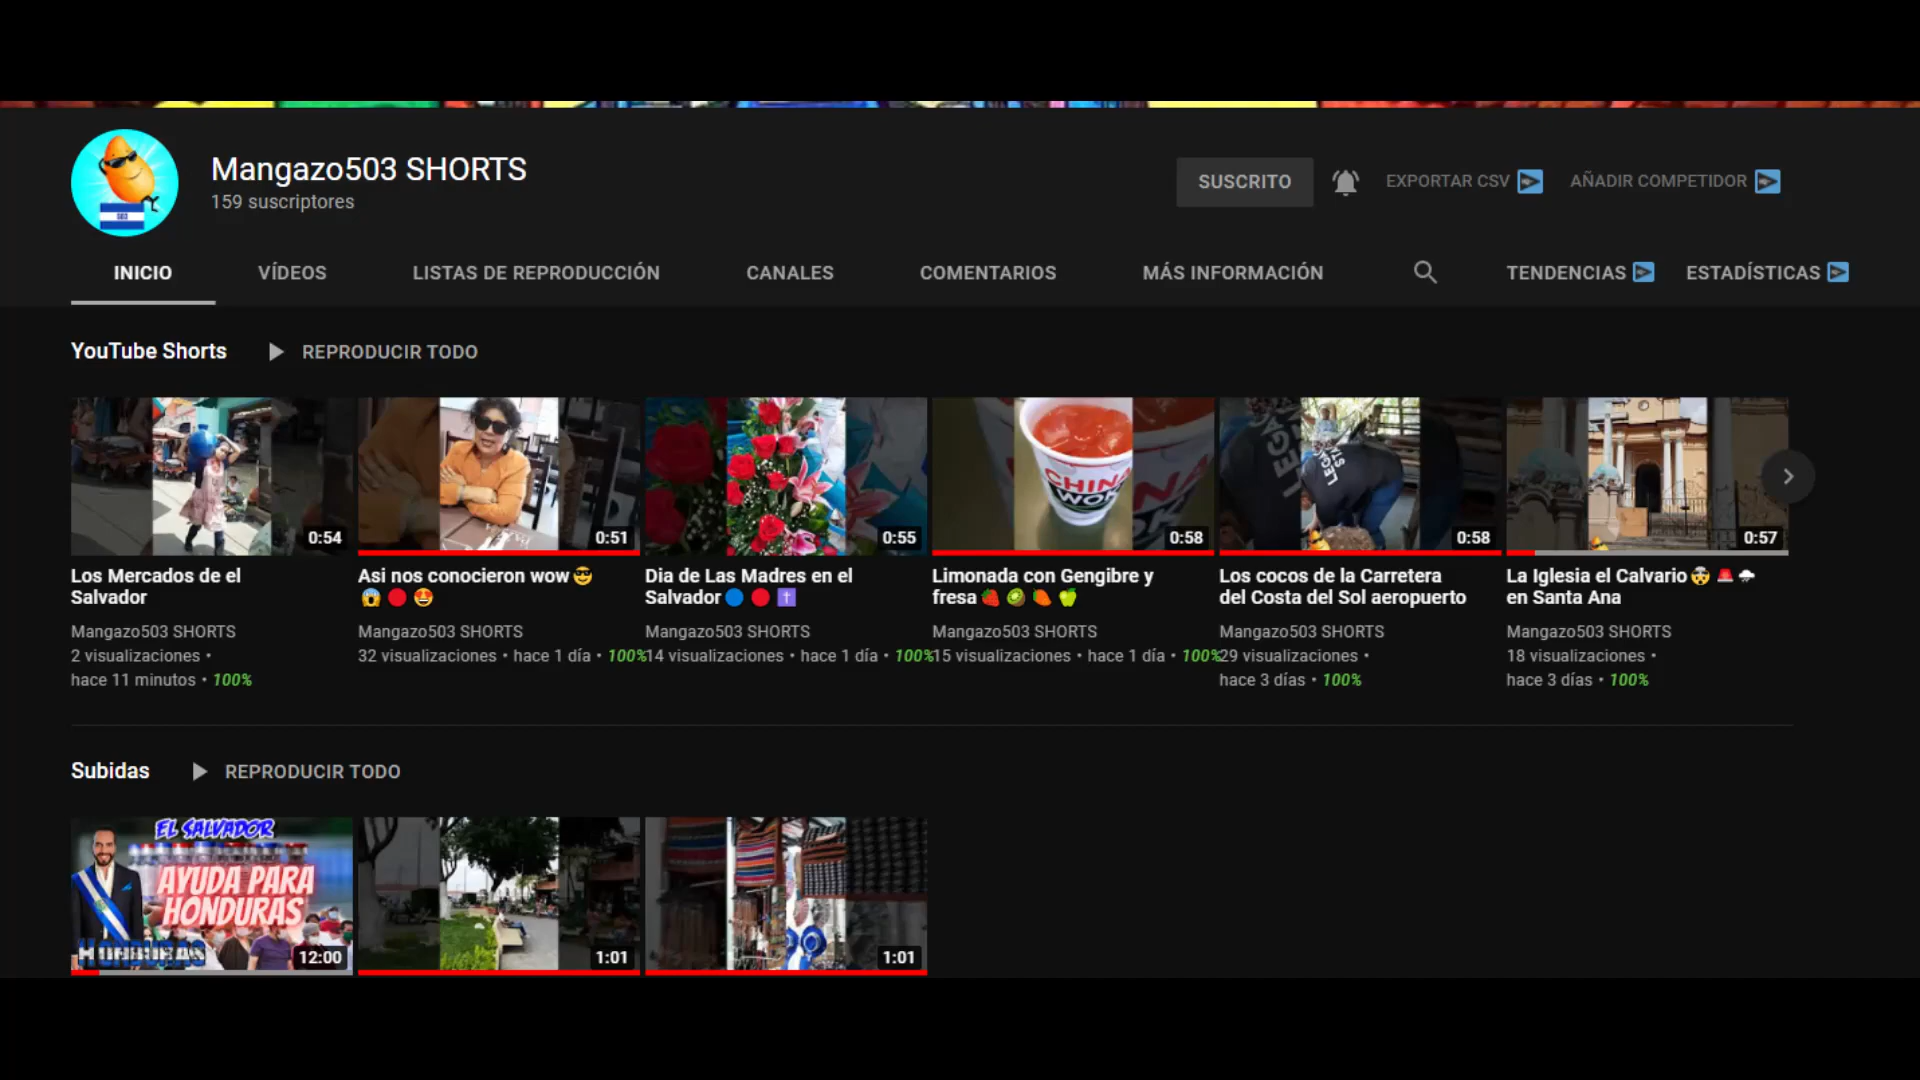 Mangazo503 SHORTS
159 suscriptores
SUSCRITO
EXPORTAR CSV
AÑADIR COMPETIDOR
INICIO
VÍDEOS
LISTAS DE REPRODUCCIÓN
CANALES
COMENTARIOS
MÁS INFORMACIÓN
TENDENCIAS
ESTADÍSTICAS
YouTube Shorts
REPRODUCIR TODO
0:54
Los Mercados de el
Salvador
Mangazo503 SHORTS
2 visualizaciones •
hace 11 minutos • 100%
0:51
Asi nos conocieron wow😎
😱🔴🤩
Mangazo503 SHORTS
32 visualizaciones • hace 1 día • 100%
0:55
Dia de Las Madres en el
Salvador🔵🔴✝️
Mangazo503 SHORTS
14 visualizaciones • hace 1 día • 100%
CHINA
WOK
0:58
Limonada con Gengibre y
fresa🍓🥝🥭🍏
Mangazo503 SHORTS
15 visualizaciones • hace 1 día • 100%
0:58
Los cocos de la Carretera
del Costa del Sol aeropuerto
Mangazo503 SHORTS
29 visualizaciones •
hace 3 días • 100%
0:57
La Iglesia el Calvario🤯🚨🌧
en Santa Ana
Mangazo503 SHORTS
18 visualizaciones •
hace 3 días • 100%
Subidas
REPRODUCIR TODO
EL SALVADOR
AYUDA PARA
HONDURAS
HONDURAS
12:00
1:01
1:01